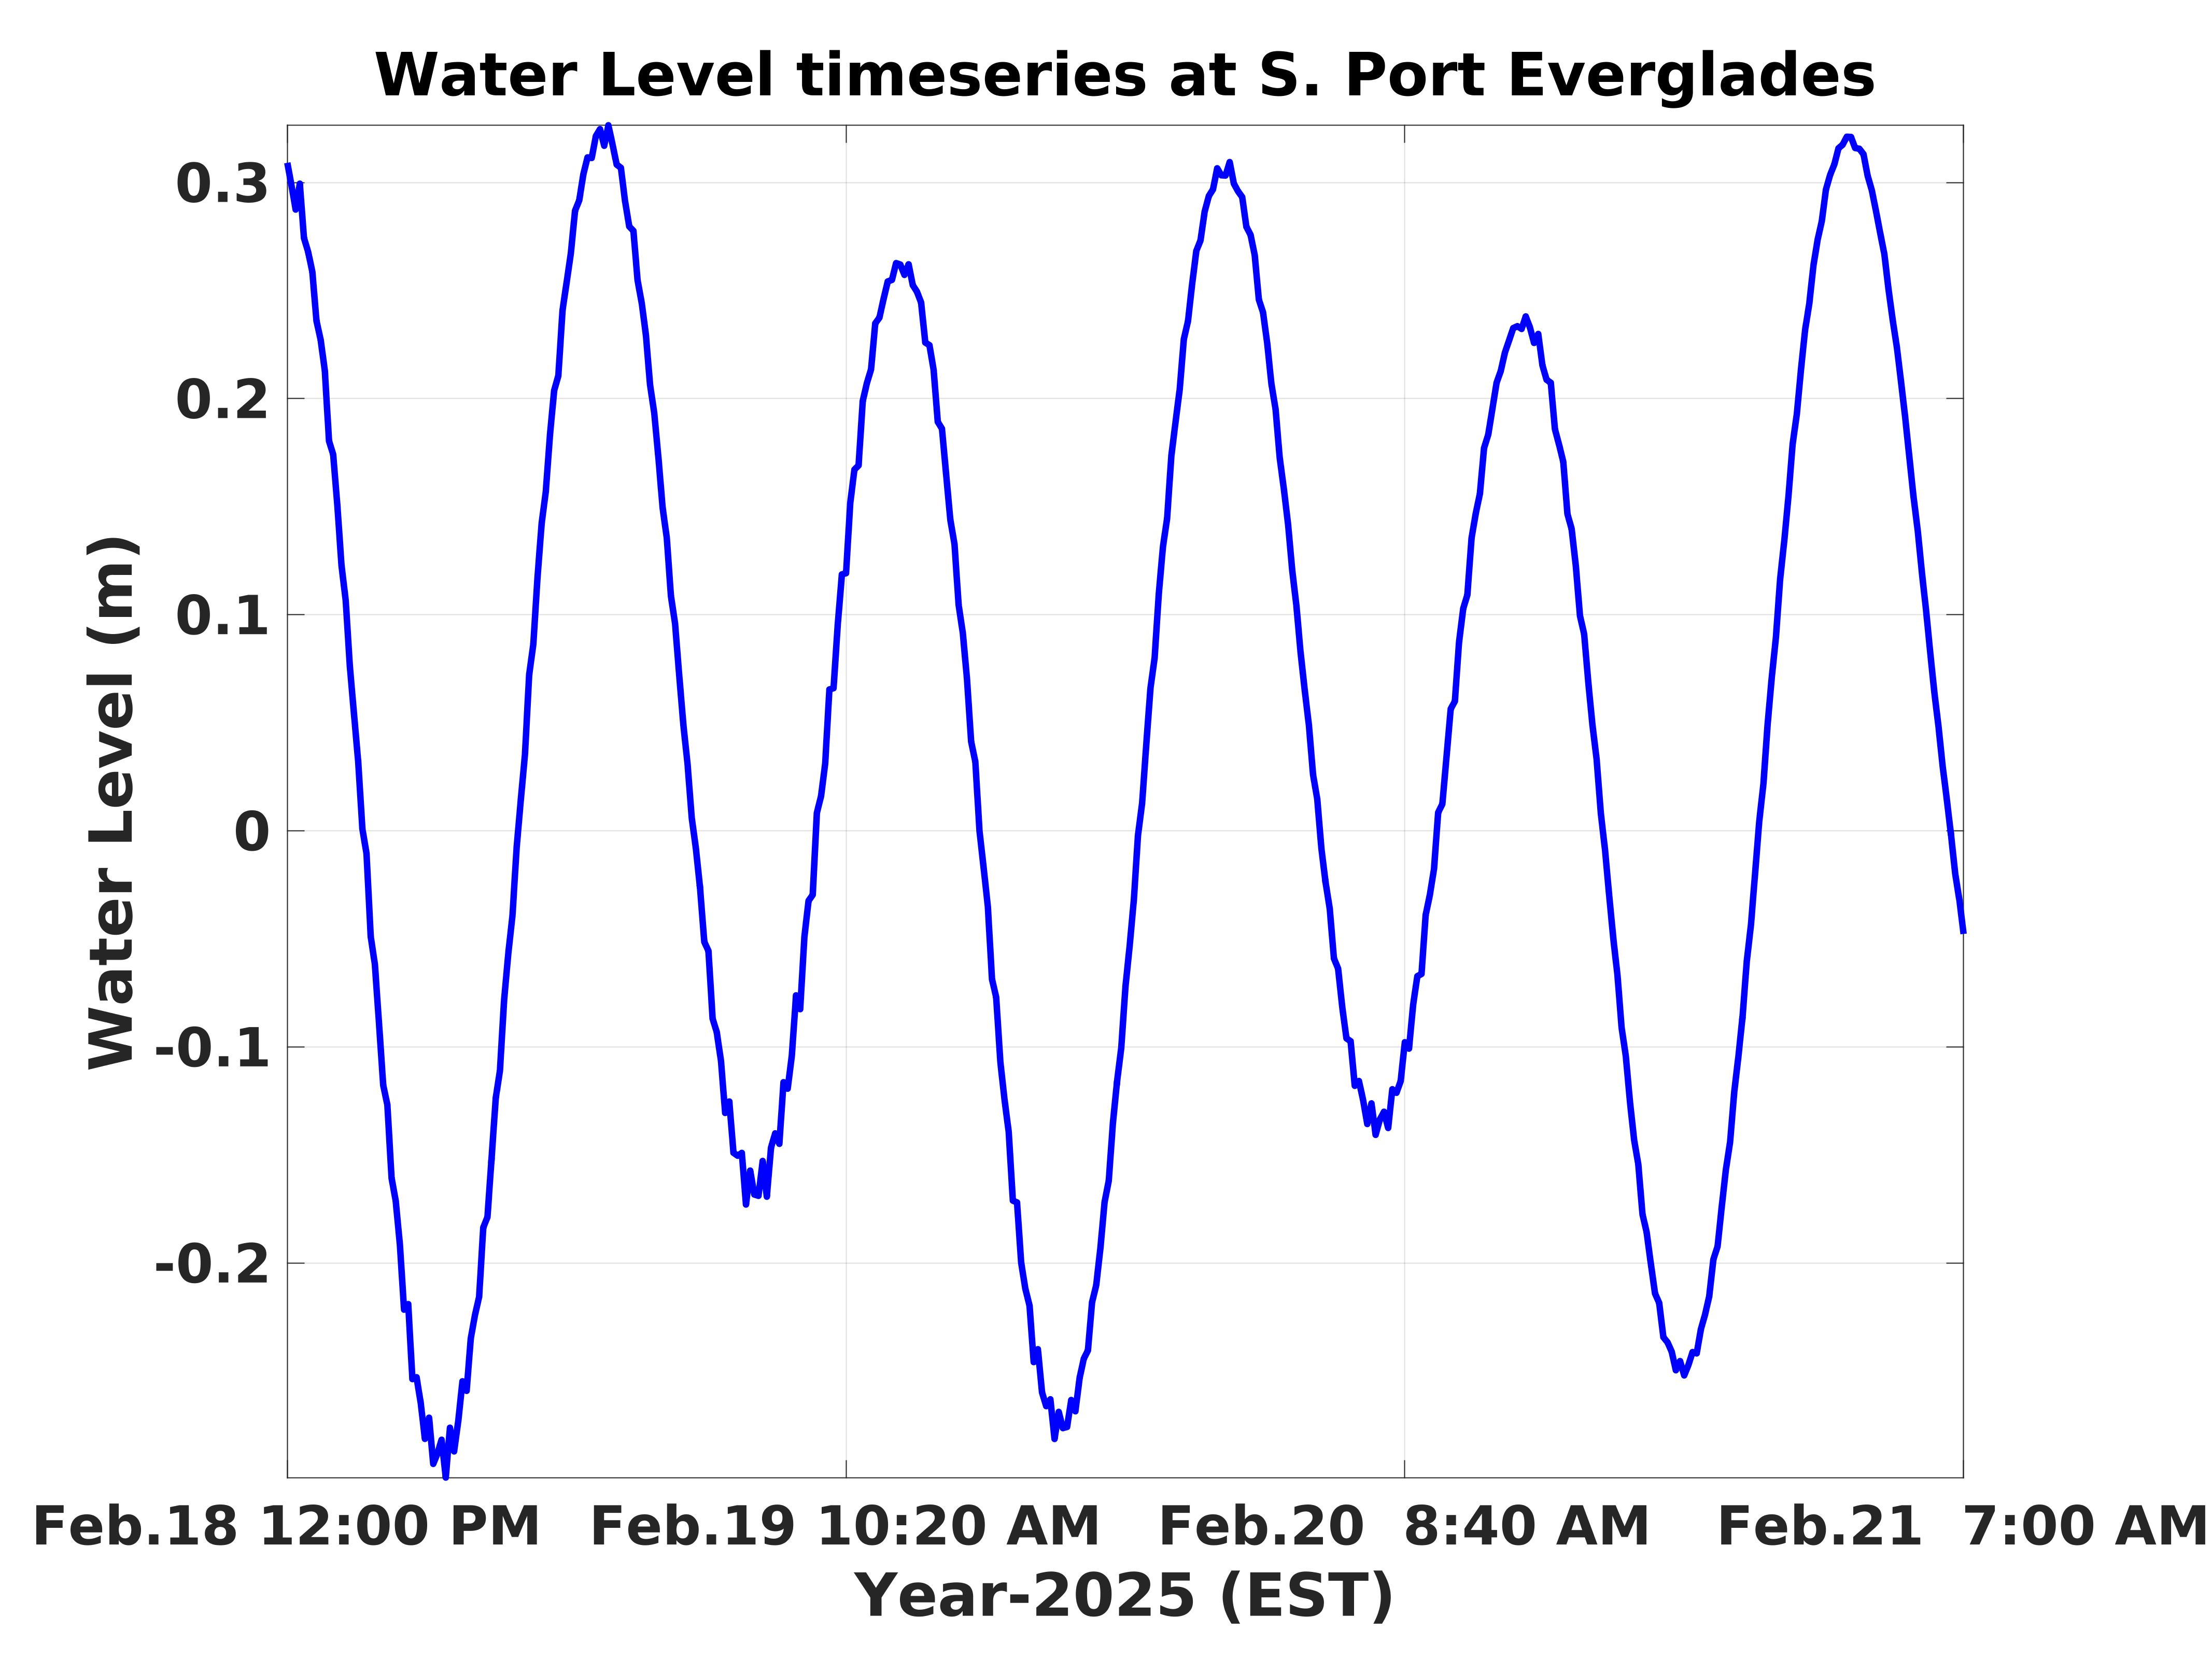 Water Level timeseries at S. Port Everglades
0.3
0.2
0.1
0
-0.1
-0.2
Water Level (m)
Feb.18 12:00 PM Feb.19 10:20 AM Feb.20 8:40 AM Feb.21 7:00 AM
Year-2025 (EST)